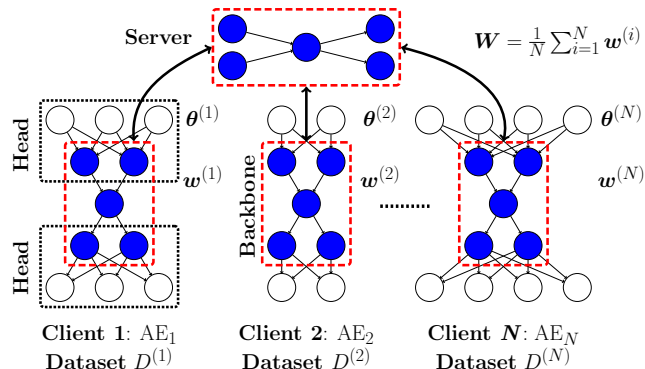 Server
𝑾 = 1/N ∑_{i=1}^{N} 𝒘^{(i)}
Head
𝜽^{(1)}
𝜽^{(2)}
𝜽^{(N)}
𝒘^{(1)}
Backbone
𝒘^{(2)}
𝒘^{(N)}
Head
Client 1: AE_1
Dataset D^{(1)}
Client 2: AE_2
Dataset D^{(2)}
Client N: AE_N
Dataset D^{(N)}